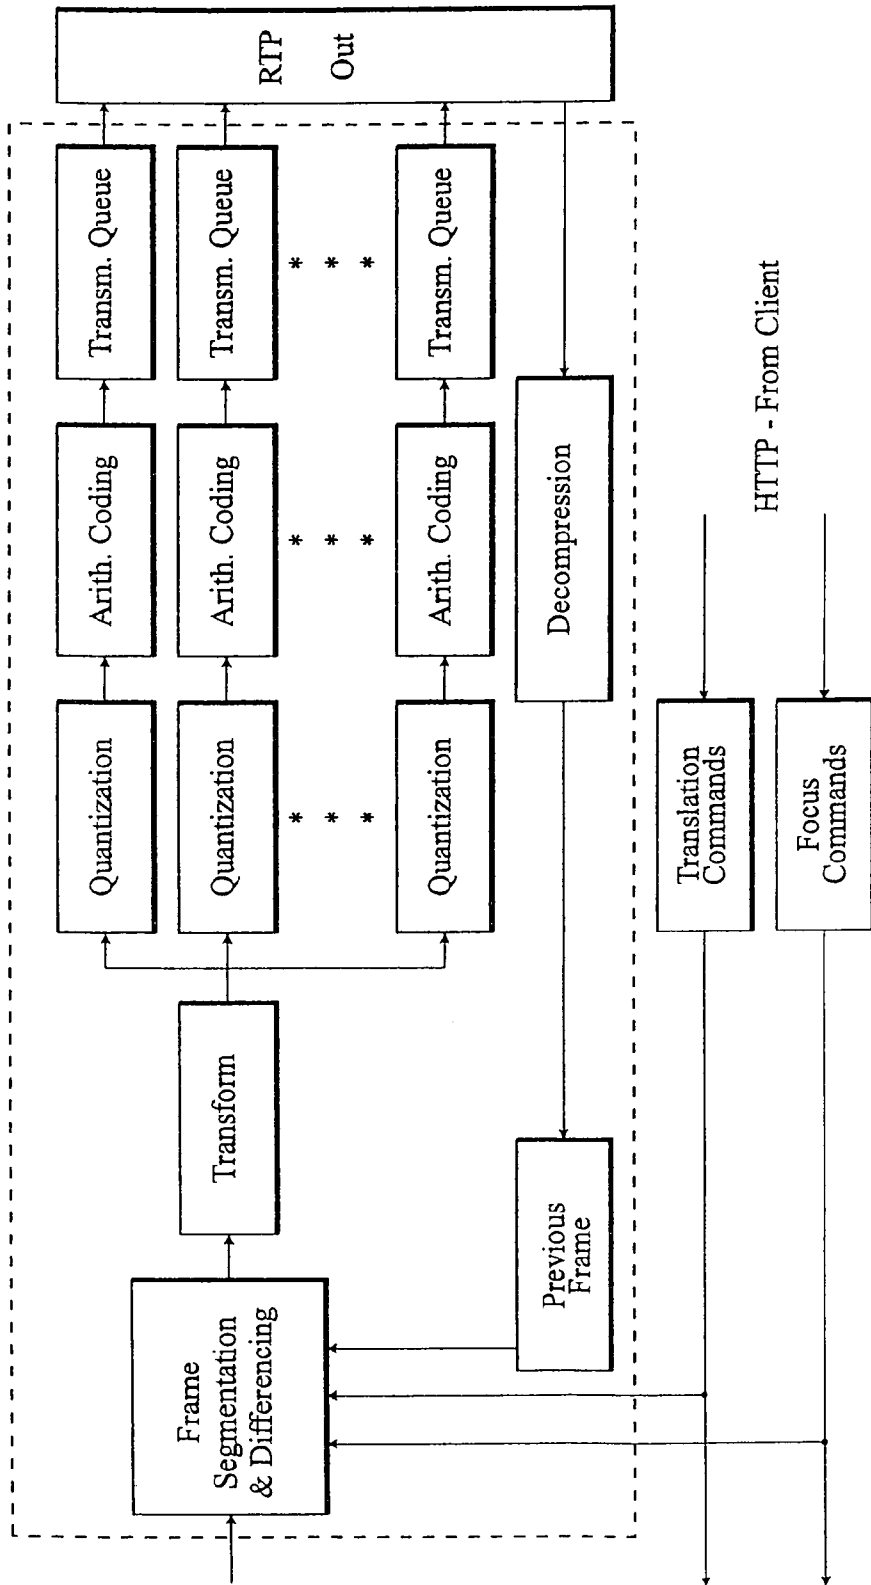 Frame
Segmentation
& Differencing
Transform
Quantization
Arith. Coding
Transm. Queue
Quantization
Arith. Coding
Transm. Queue
* * *
* * *
* * *
Quantization
Arith. Coding
Transm. Queue
RTP
Out
Previous
Frame
Decompression
Translation
Commands
Focus
Commands
HTTP - From Client